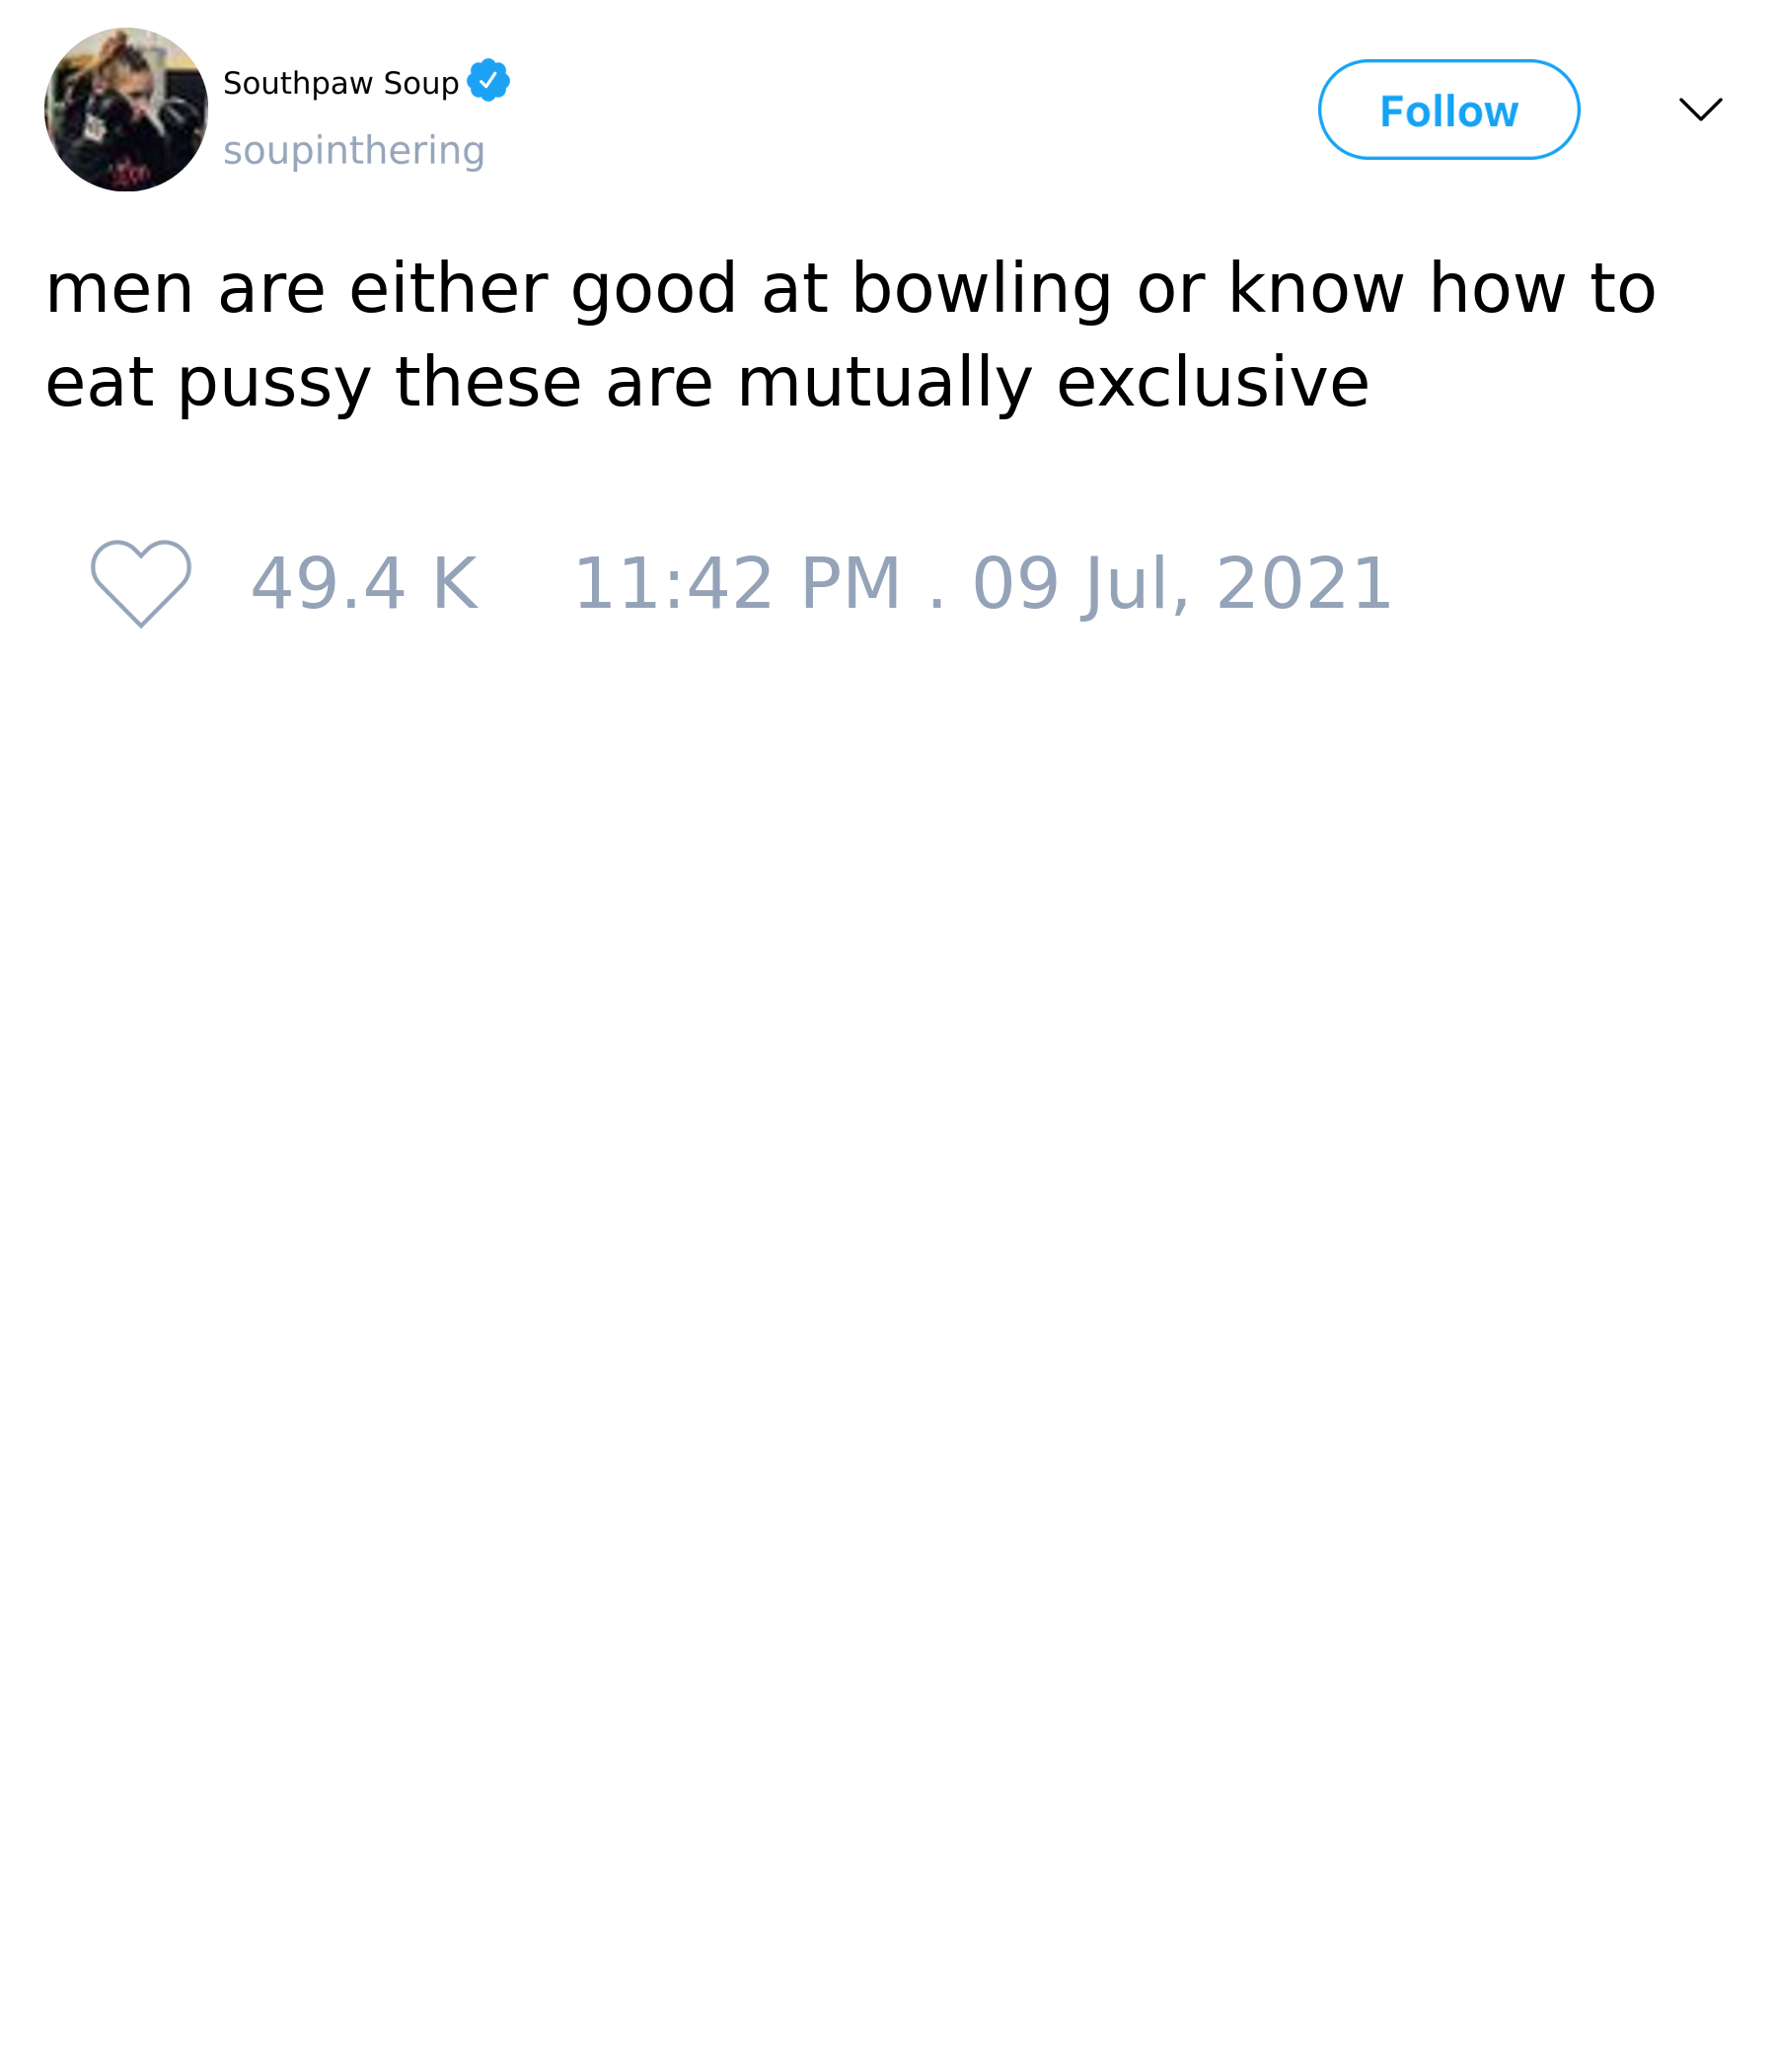 Southpaw Soup
soupinthering
Follow
men are either good at bowling or know how to
eat pussy these are mutually exclusive
49.4 K 11:42 PM . 09 Jul, 2021